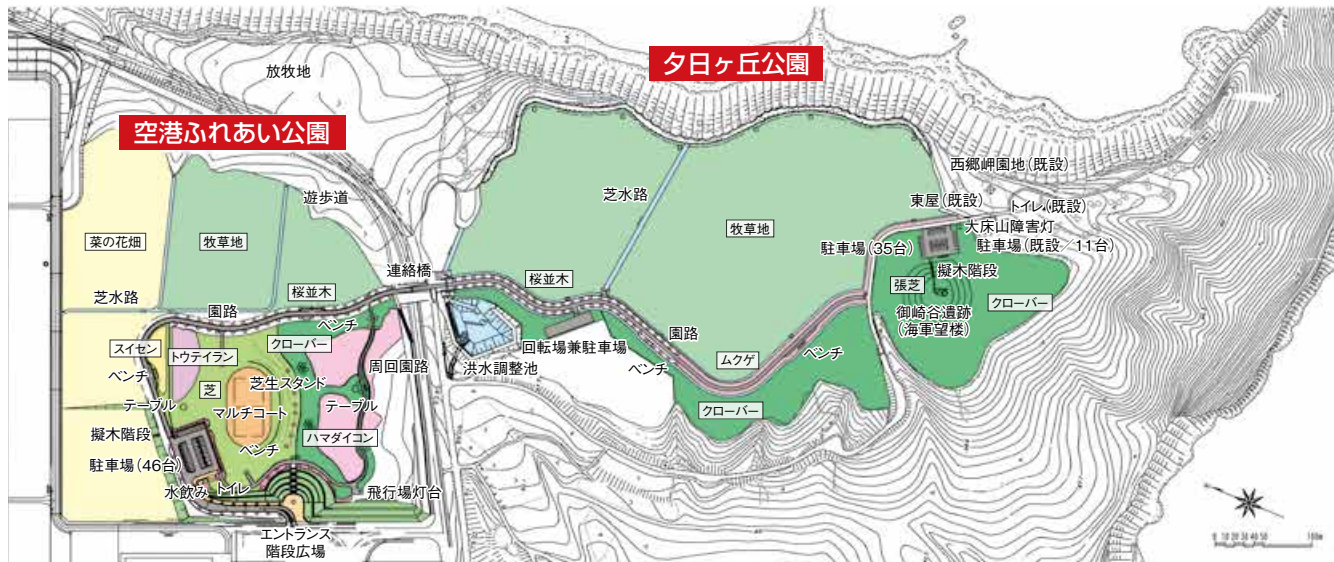 夕日ヶ丘公園
放牧地
空港ふれあい公園
西郷岬園地(既設)
遊歩道
芝水路
東屋(既設)
トイレ(既設)
大床山障害灯
菜の花畑
牧草地
牧草地
駐車場(35台)
駐車場(既設/11台)
連絡橋
擬木階段
桜並木
桜並木
張芝
クローバー
芝水路
園路
御崎谷遺跡
(海軍望楼)
ベンチ
園路
スイセン
トウテイラン
クローバー
回転場兼駐車場
ムクゲ
ベンチ
周回園路
洪水調整池
ベンチ
ベンチ
芝
芝生スタンド
テーブル
マルチコート
テーブル
クローバー
擬木階段
ベンチ
ハマダイコン
駐車場(46台)
水飲み
トイレ
飛行場灯台
エントランス
階段広場
0 10 20 30 40 50 100m